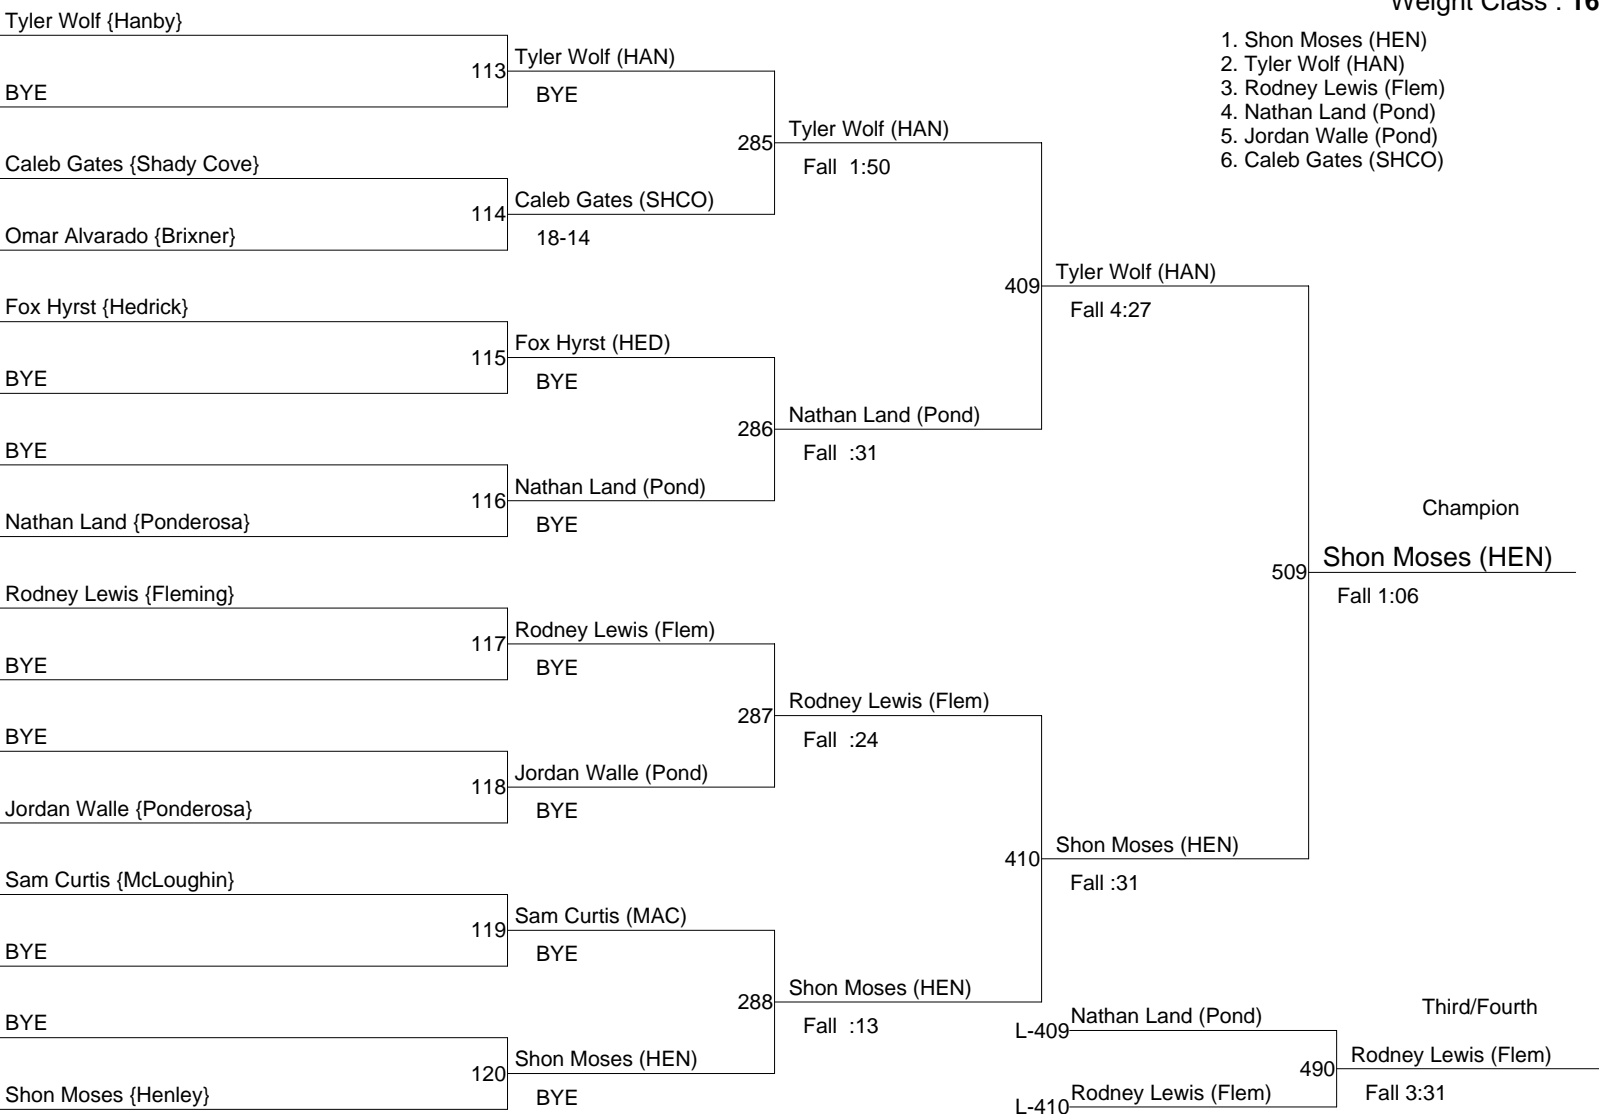 Weight Class : 16
1. Shon Moses (HEN)
2. Tyler Wolf (HAN)
3. Rodney Lewis (Flem)
4. Nathan Land (Pond)
5. Jordan Walle (Pond)
6. Caleb Gates (SHCO)
Tyler Wolf {Hanby}
BYE
Caleb Gates {Shady Cove}
Omar Alvarado {Brixner}
Fox Hyrst {Hedrick}
BYE
BYE
Nathan Land {Ponderosa}
Rodney Lewis {Fleming}
BYE
BYE
Jordan Walle {Ponderosa}
Sam Curtis {McLoughin}
BYE
BYE
Shon Moses {Henley}
113 Tyler Wolf (HAN)
BYE
114 Caleb Gates (SHCO)
18-14
115 Fox Hyrst (HED)
BYE
116 Nathan Land (Pond)
BYE
117 Rodney Lewis (Flem)
BYE
118 Jordan Walle (Pond)
BYE
119 Sam Curtis (MAC)
BYE
120 Shon Moses (HEN)
BYE
285 Tyler Wolf (HAN)
Fall 1:50
286 Nathan Land (Pond)
Fall :31
287 Rodney Lewis (Flem)
Fall :24
288 Shon Moses (HEN)
Fall :13
409 Tyler Wolf (HAN)
Fall 4:27
410 Shon Moses (HEN)
Fall :31
Champion
509 Shon Moses (HEN)
Fall 1:06
Third/Fourth
L-409 Nathan Land (Pond)
L-410 Rodney Lewis (Flem)
490 Rodney Lewis (Flem)
Fall 3:31